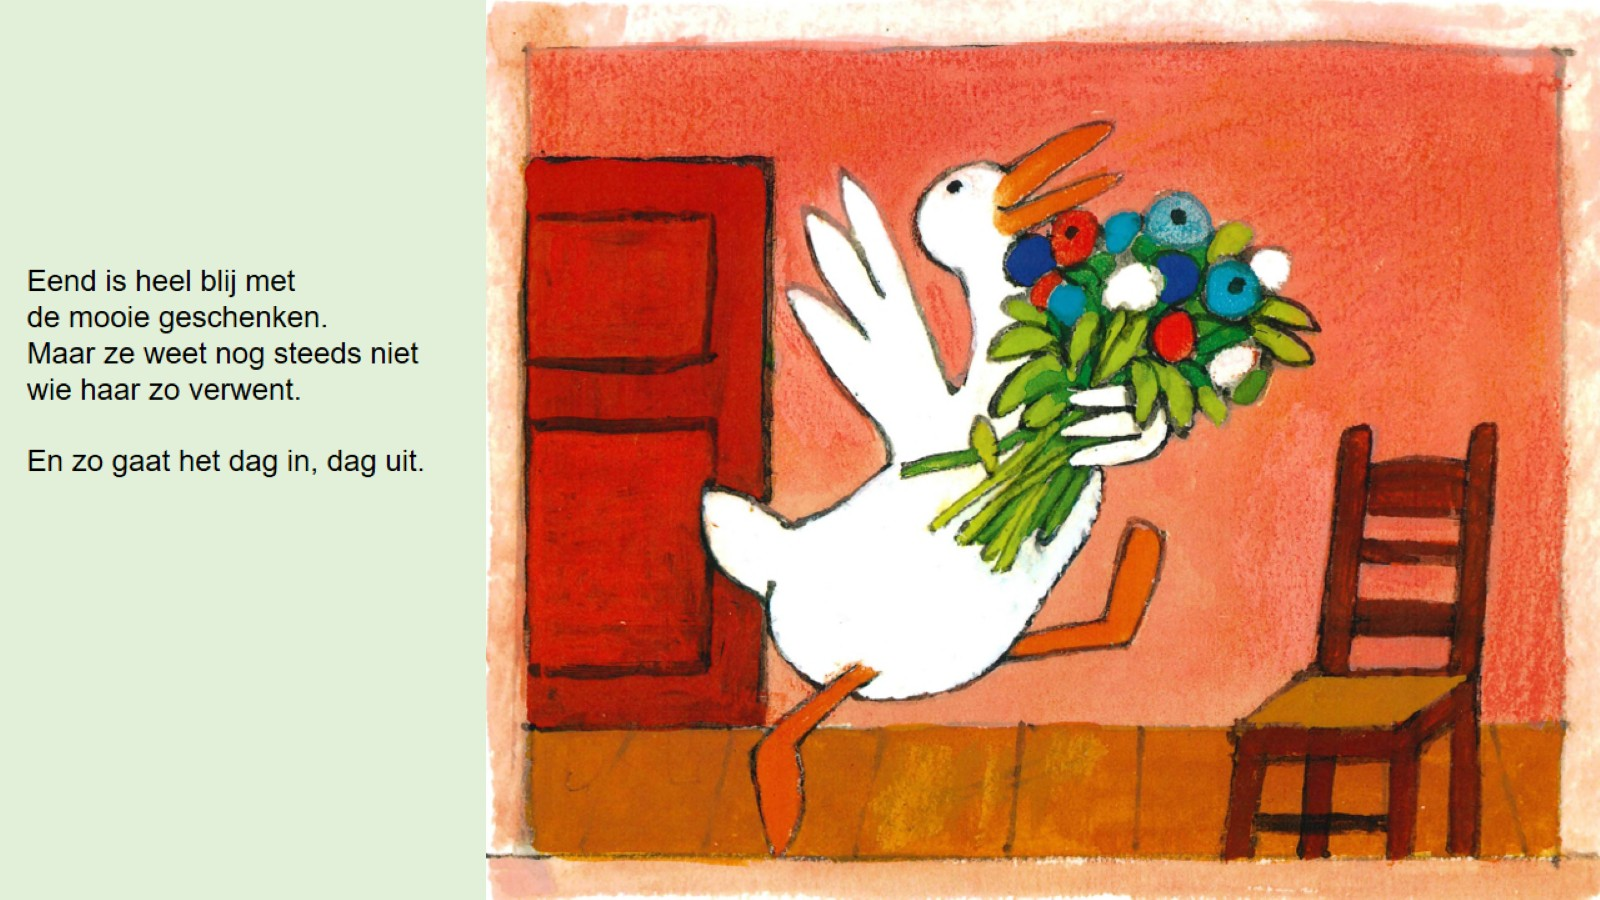 Eend is heel blij met
de mooie geschenken.
Maar ze weet nog steeds niet
wie haar zo verwent.
En zo gaat het dag in, dag uit.